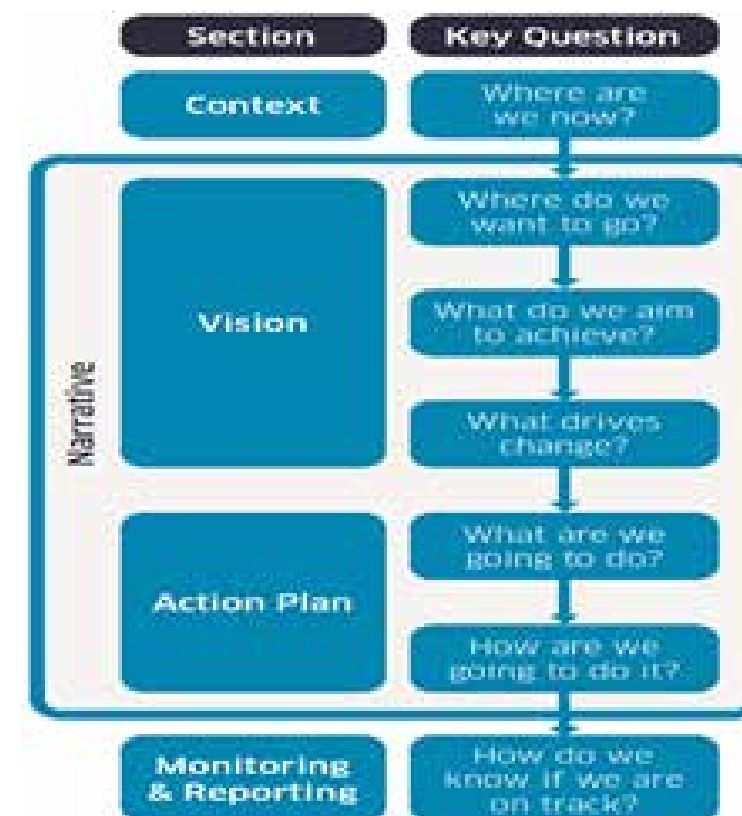 Section
Key Question
Context
Where are
we now?
Narrative
Vision
Where do we
want to go?
What do we aim
to achieve?
What drives
change?
Action Plan
What are we
going to do?
How are we
going to do it?
Monitoring
& Reporting
How do we
know if we are
on track?